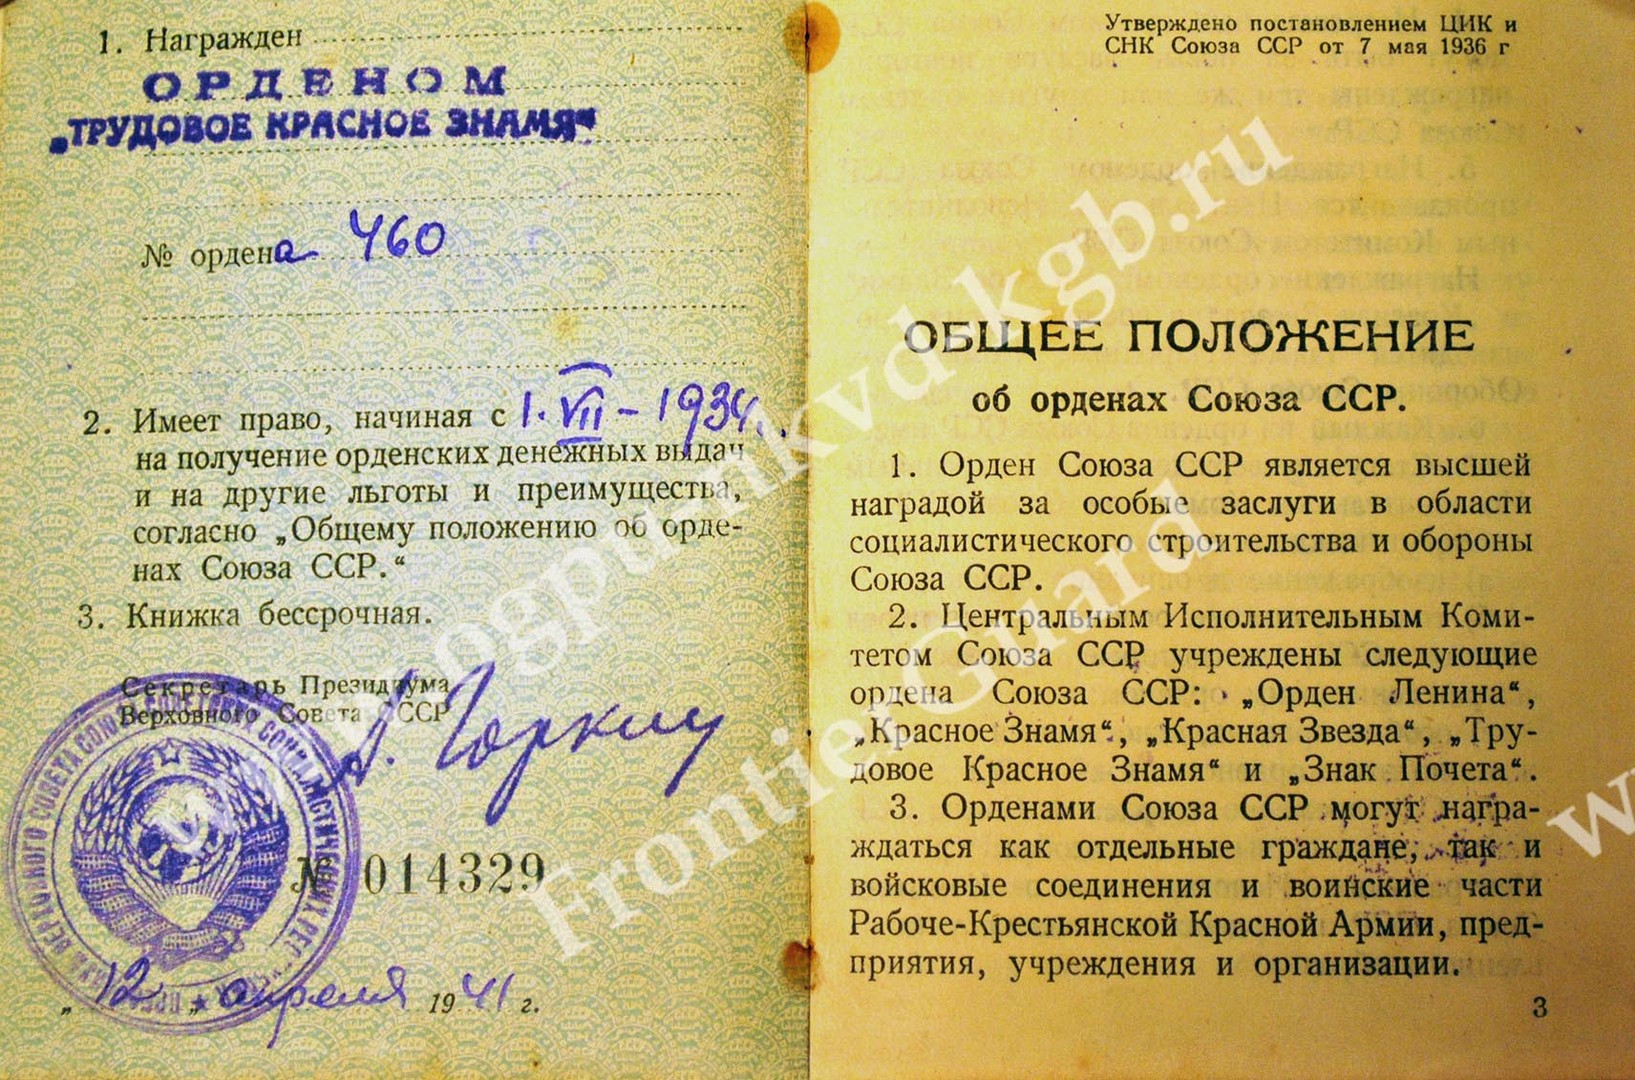 1. Награжден
ОРДЕНОМ
„ТРУДОВОЕ КРАСНОЕ ЗНАМЯ“
№ ордена 460
2. Имеет право, начиная с 1.VII-1934.
на получение орденских денежных выдач
и на другие льготы и преимущества,
согласно „Общему положению об орде-
нах Союза ССР.“
3. Книжка бессрочная.
Секретарь Президиума
Верховного Совета СССР
А. Горкин
№ 014329
„12„ апреля 1941 г.
Утверждено постановлением ЦИК и
СНК Союза ССР от 7 мая 1936 г
ОБЩЕЕ ПОЛОЖЕНИЕ
об орденах Союза ССР.
1. Орден Союза ССР является высшей
наградой за особые заслуги в области
социалистического строительства и обороны
Союза ССР.
2. Центральным Исполнительным Коми-
тетом Союза ССР учреждены следующие
ордена Союза ССР: „Орден Ленина“,
„Красное Знамя“, „Красная Звезда“, „Тру-
довое Красное Знамя“ и „Знак Почета“.
3. Орденами Союза ССР могут награ-
ждаться как отдельные граждане, так и
войсковые соединения и воинские части
Рабоче-Крестьянской Красной Армии, пред-
приятия, учреждения и организации.
3
FrontierGuard